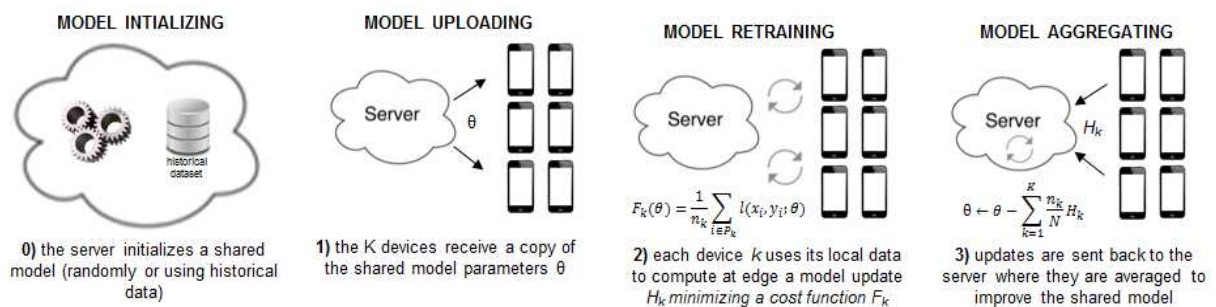 MODEL INTIALIZING
historical
dataset
0) the server initializes a shared
model (randomly or using historical
data)
MODEL UPLOADING
Server
θ
1) the K devices receive a copy of
the shared model parameters θ
MODEL RETRAINING
Server
F_k(θ) = 1/n_k ∑_{i∈P_k} l(x_i, y_i; θ)
2) each device k uses its local data
to compute at edge a model update
H_k minimizing a cost function F_k
MODEL AGGREGATING
Server
H_k
θ ← θ − ∑_{k=1}^{K} n_k/N H_k
3) updates are sent back to the
server where they are averaged to
improve the shared model